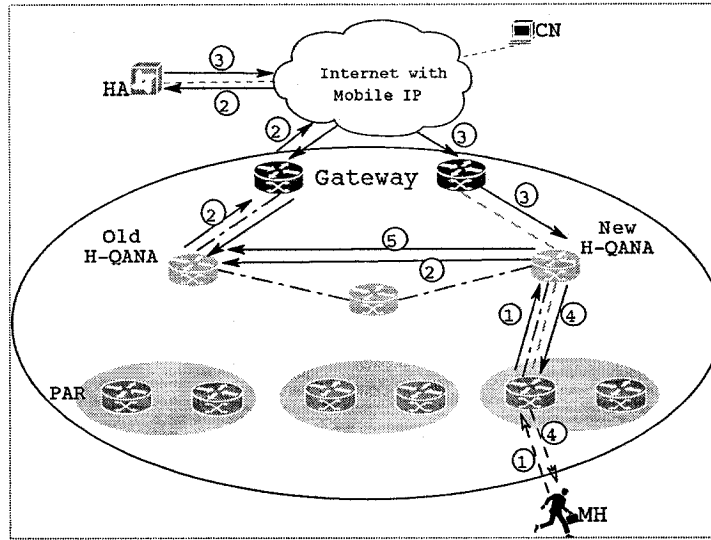 CN
③
Internet with
Mobile IP
HA
②
②
③
Gateway
③
②
Old
H-QANA
New
H-QANA
⑤
②
①
④
PAR
④
①
MH